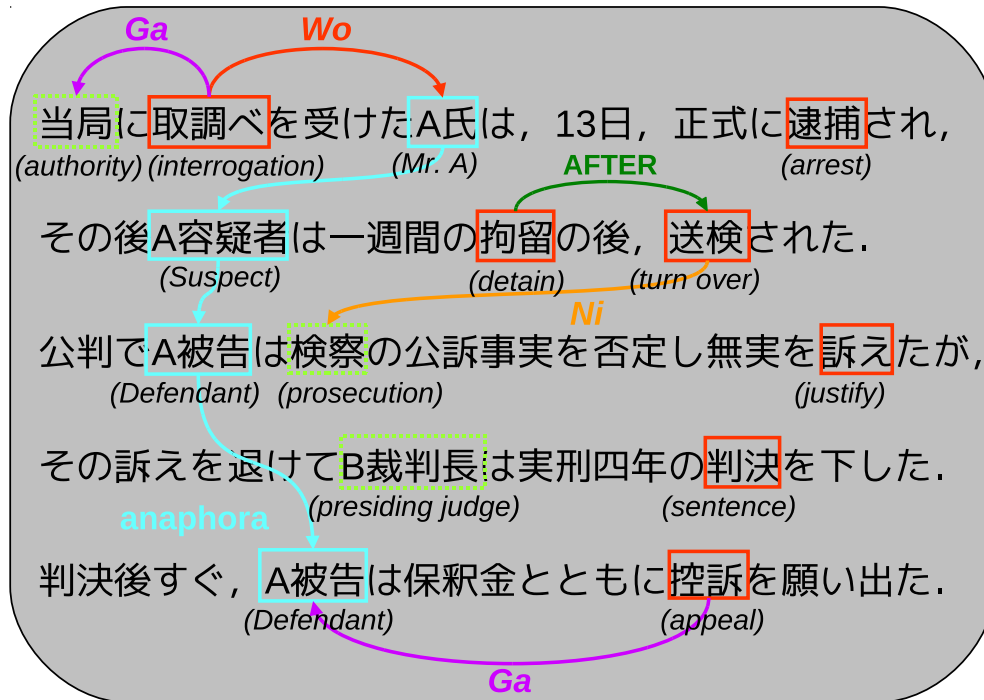 Ga Wo
当局に取調べを受けたA氏は，13日，正式に逮捕され，
(authority) (interrogation) (Mr. A) (arrest)
AFTER
その後A容疑者は一週間の拘留の後，送検された．
(Suspect) (detain) (turn over)
Ni
公判でA被告は検察の公訴事実を否定し無実を訴えたが，
(Defendant) (prosecution) (justify)
その訴えを退けてB裁判長は実刑四年の判決を下した．
(presiding judge) (sentence)
anaphora
判決後すぐ，A被告は保釈金とともに控訴を願い出た．
(Defendant) (appeal)
Ga